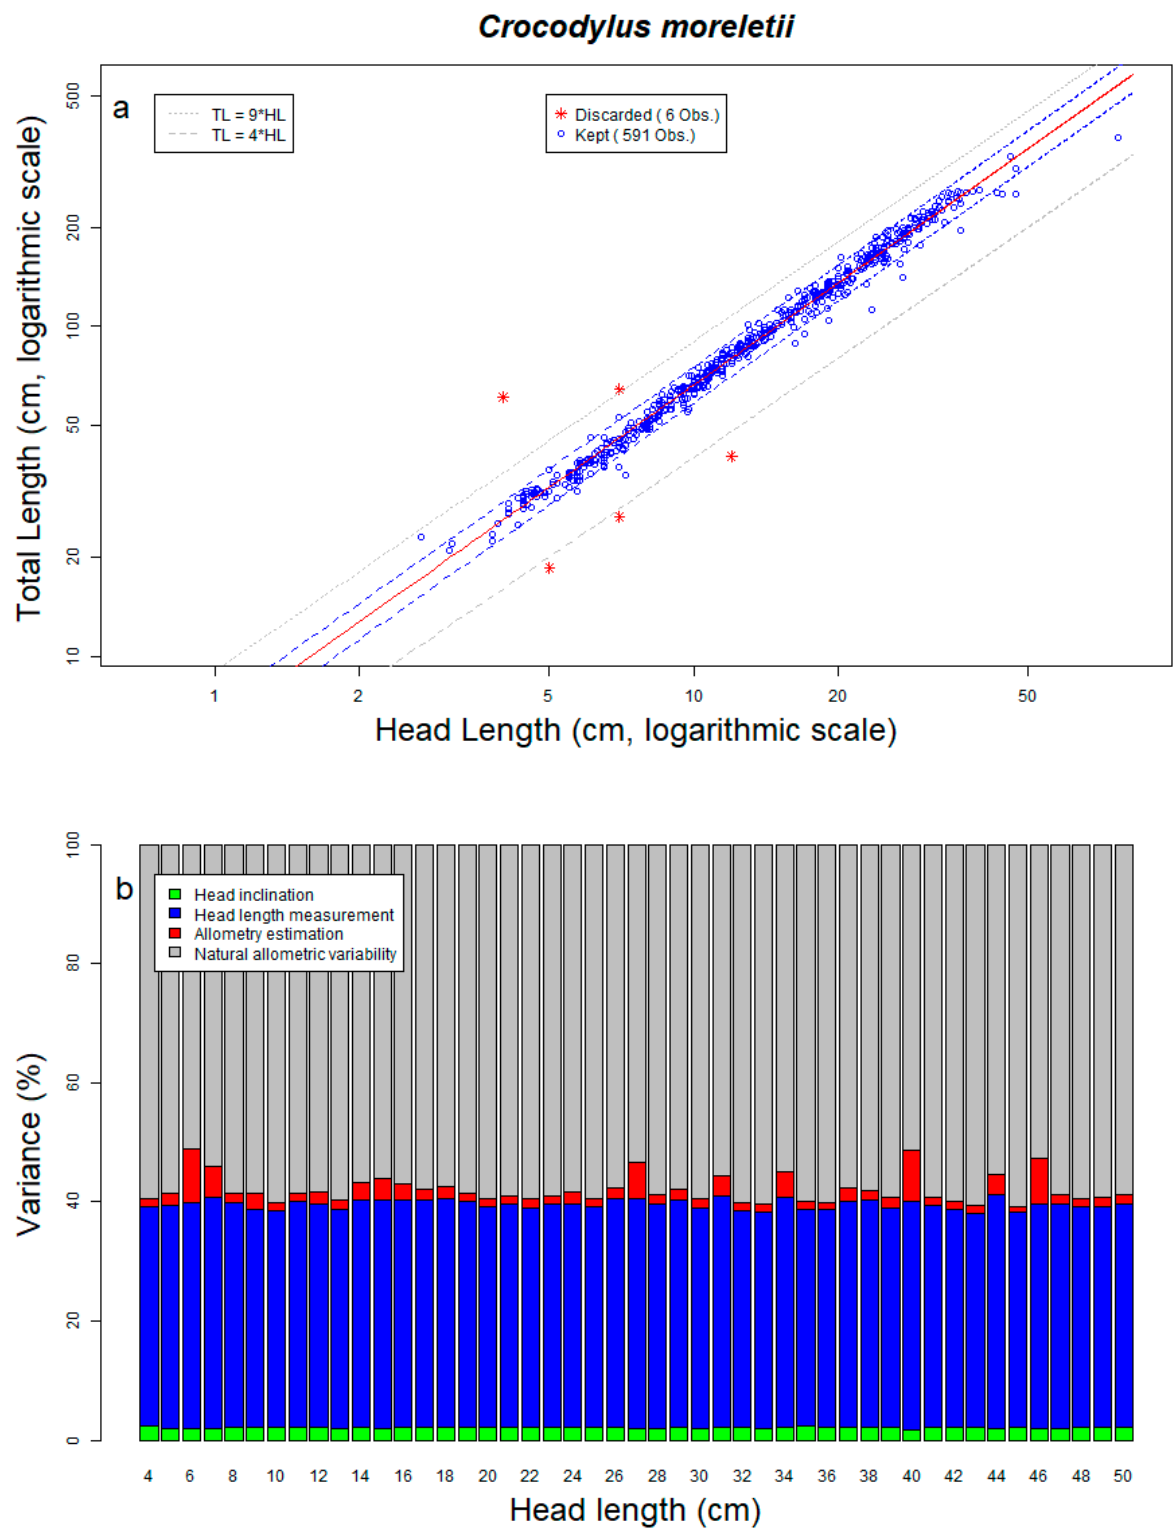 Crocodylus moreletii
a
TL = 9*HL
TL = 4*HL
Discarded ( 6 Obs.)
Kept ( 591 Obs.)
Total Length (cm, logarithmic scale)
500
200
100
50
20
10
1 2 5 10 20 50
Head Length (cm, logarithmic scale)
b
Head inclination
Head length measurement
Allometry estimation
Natural allometric variability
Variance (%)
100
80
60
40
20
0
4 6 8 10 12 14 16 18 20 22 24 26 28 30 32 34 36 38 40 42 44 46 48 50
Head length (cm)